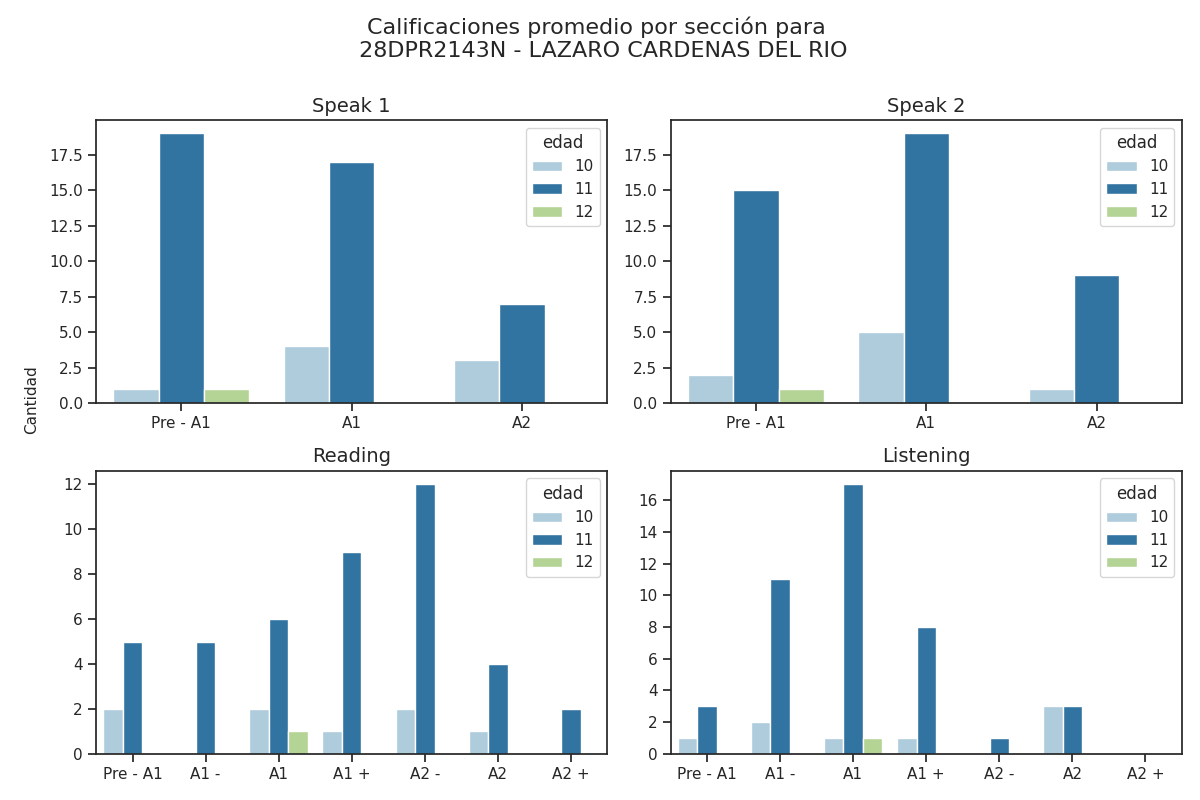 Calificaciones promedio por sección para
28DPR2143N - LAZARO CARDENAS DEL RIO
Speak 1
17.5
15.0
12.5
10.0
7.5
5.0
2.5
0.0
Pre - A1
A1
A2
edad
10
11
12
Speak 2
17.5
15.0
12.5
10.0
7.5
5.0
2.5
0.0
Pre - A1
A1
A2
edad
10
11
12
Cantidad
Reading
12
10
8
6
4
2
0
Pre - A1
A1 -
A1
A1 +
A2 -
A2
A2 +
edad
10
11
12
Listening
16
14
12
10
8
6
4
2
0
Pre - A1
A1 -
A1
A1 +
A2 -
A2
A2 +
edad
10
11
12